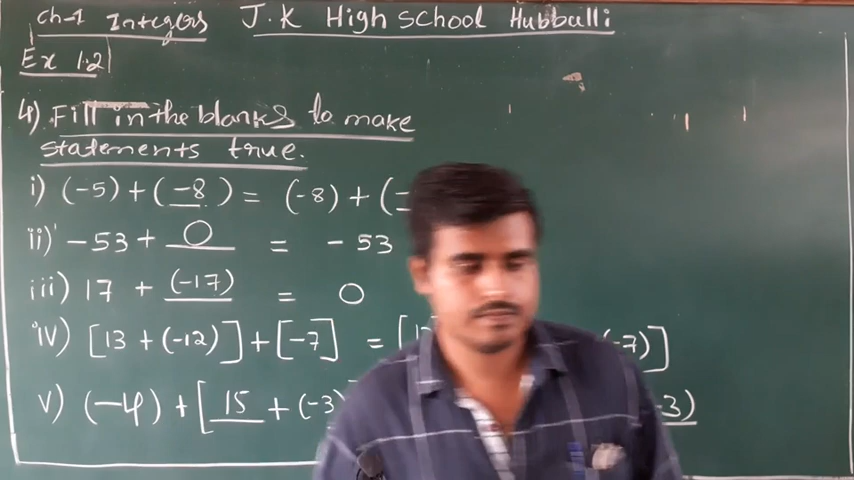 Ch-1 Integers J.K High School Hubballi
Ex 1.2
4) Fill in the blanks to make
statements true.
i) (-5) + (-8) = (-8) + (-
ii) -53 + 0 = -53
iii) 17 + (-17) = 0
iv) [13 + (-12)] + [-7] = [13 (-7)]
v) (-4) + [15 + (-3) -3)